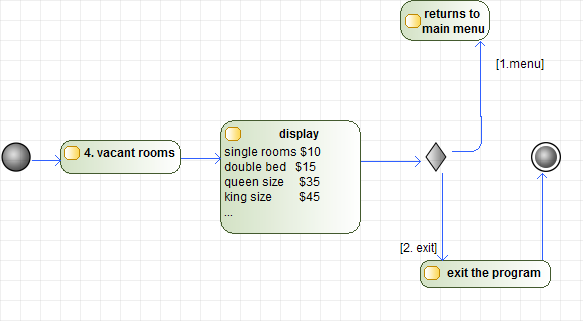 returns to
main menu
[1.menu]
4. vacant rooms
display
single rooms $10
double bed $15
queen size $35
king size $45
...
[2. exit]
exit the program